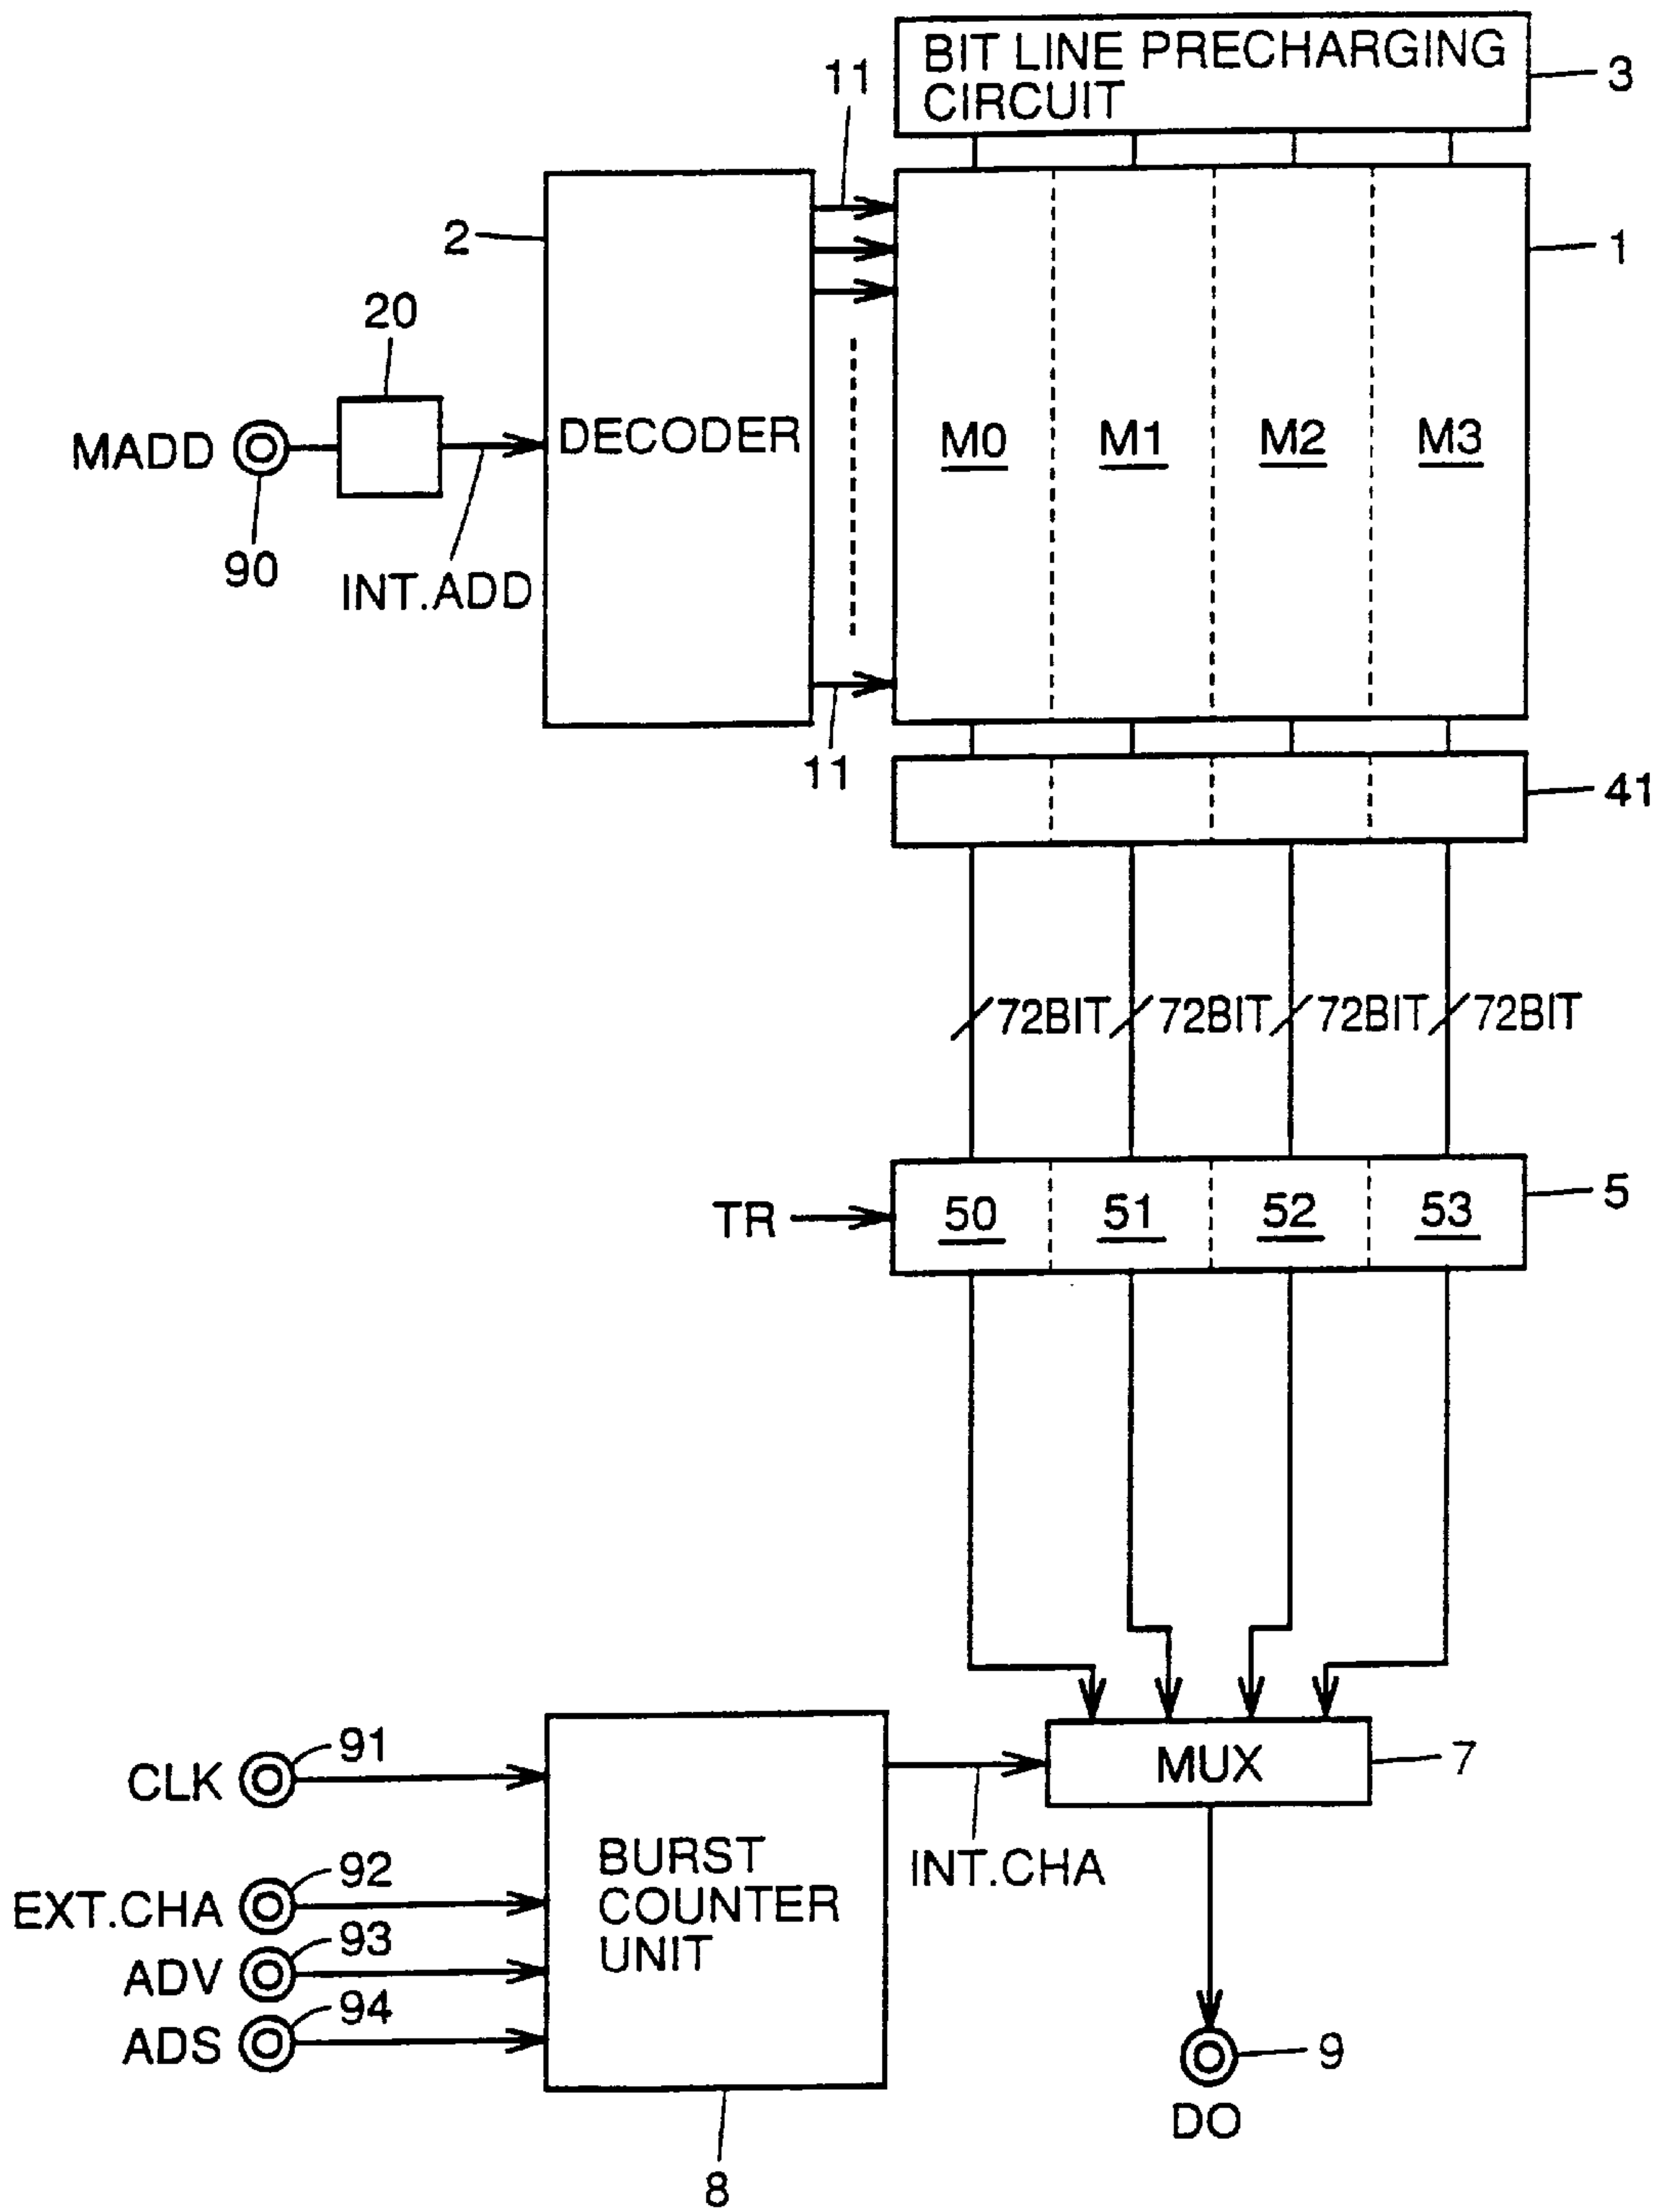 BIT LINE PRECHARGING
CIRCUIT
3
11
2
1
20
MADD
DECODER
M0 M1 M2 M3
90
INT.ADD
11
41
72BIT 72BIT 72BIT 72BIT
TR
50 51 52 53
5
CLK
91
MUX
7
BURST
COUNTER
UNIT
INT.CHA
EXT.CHA
92
ADV
93
ADS
94
9
DO
8